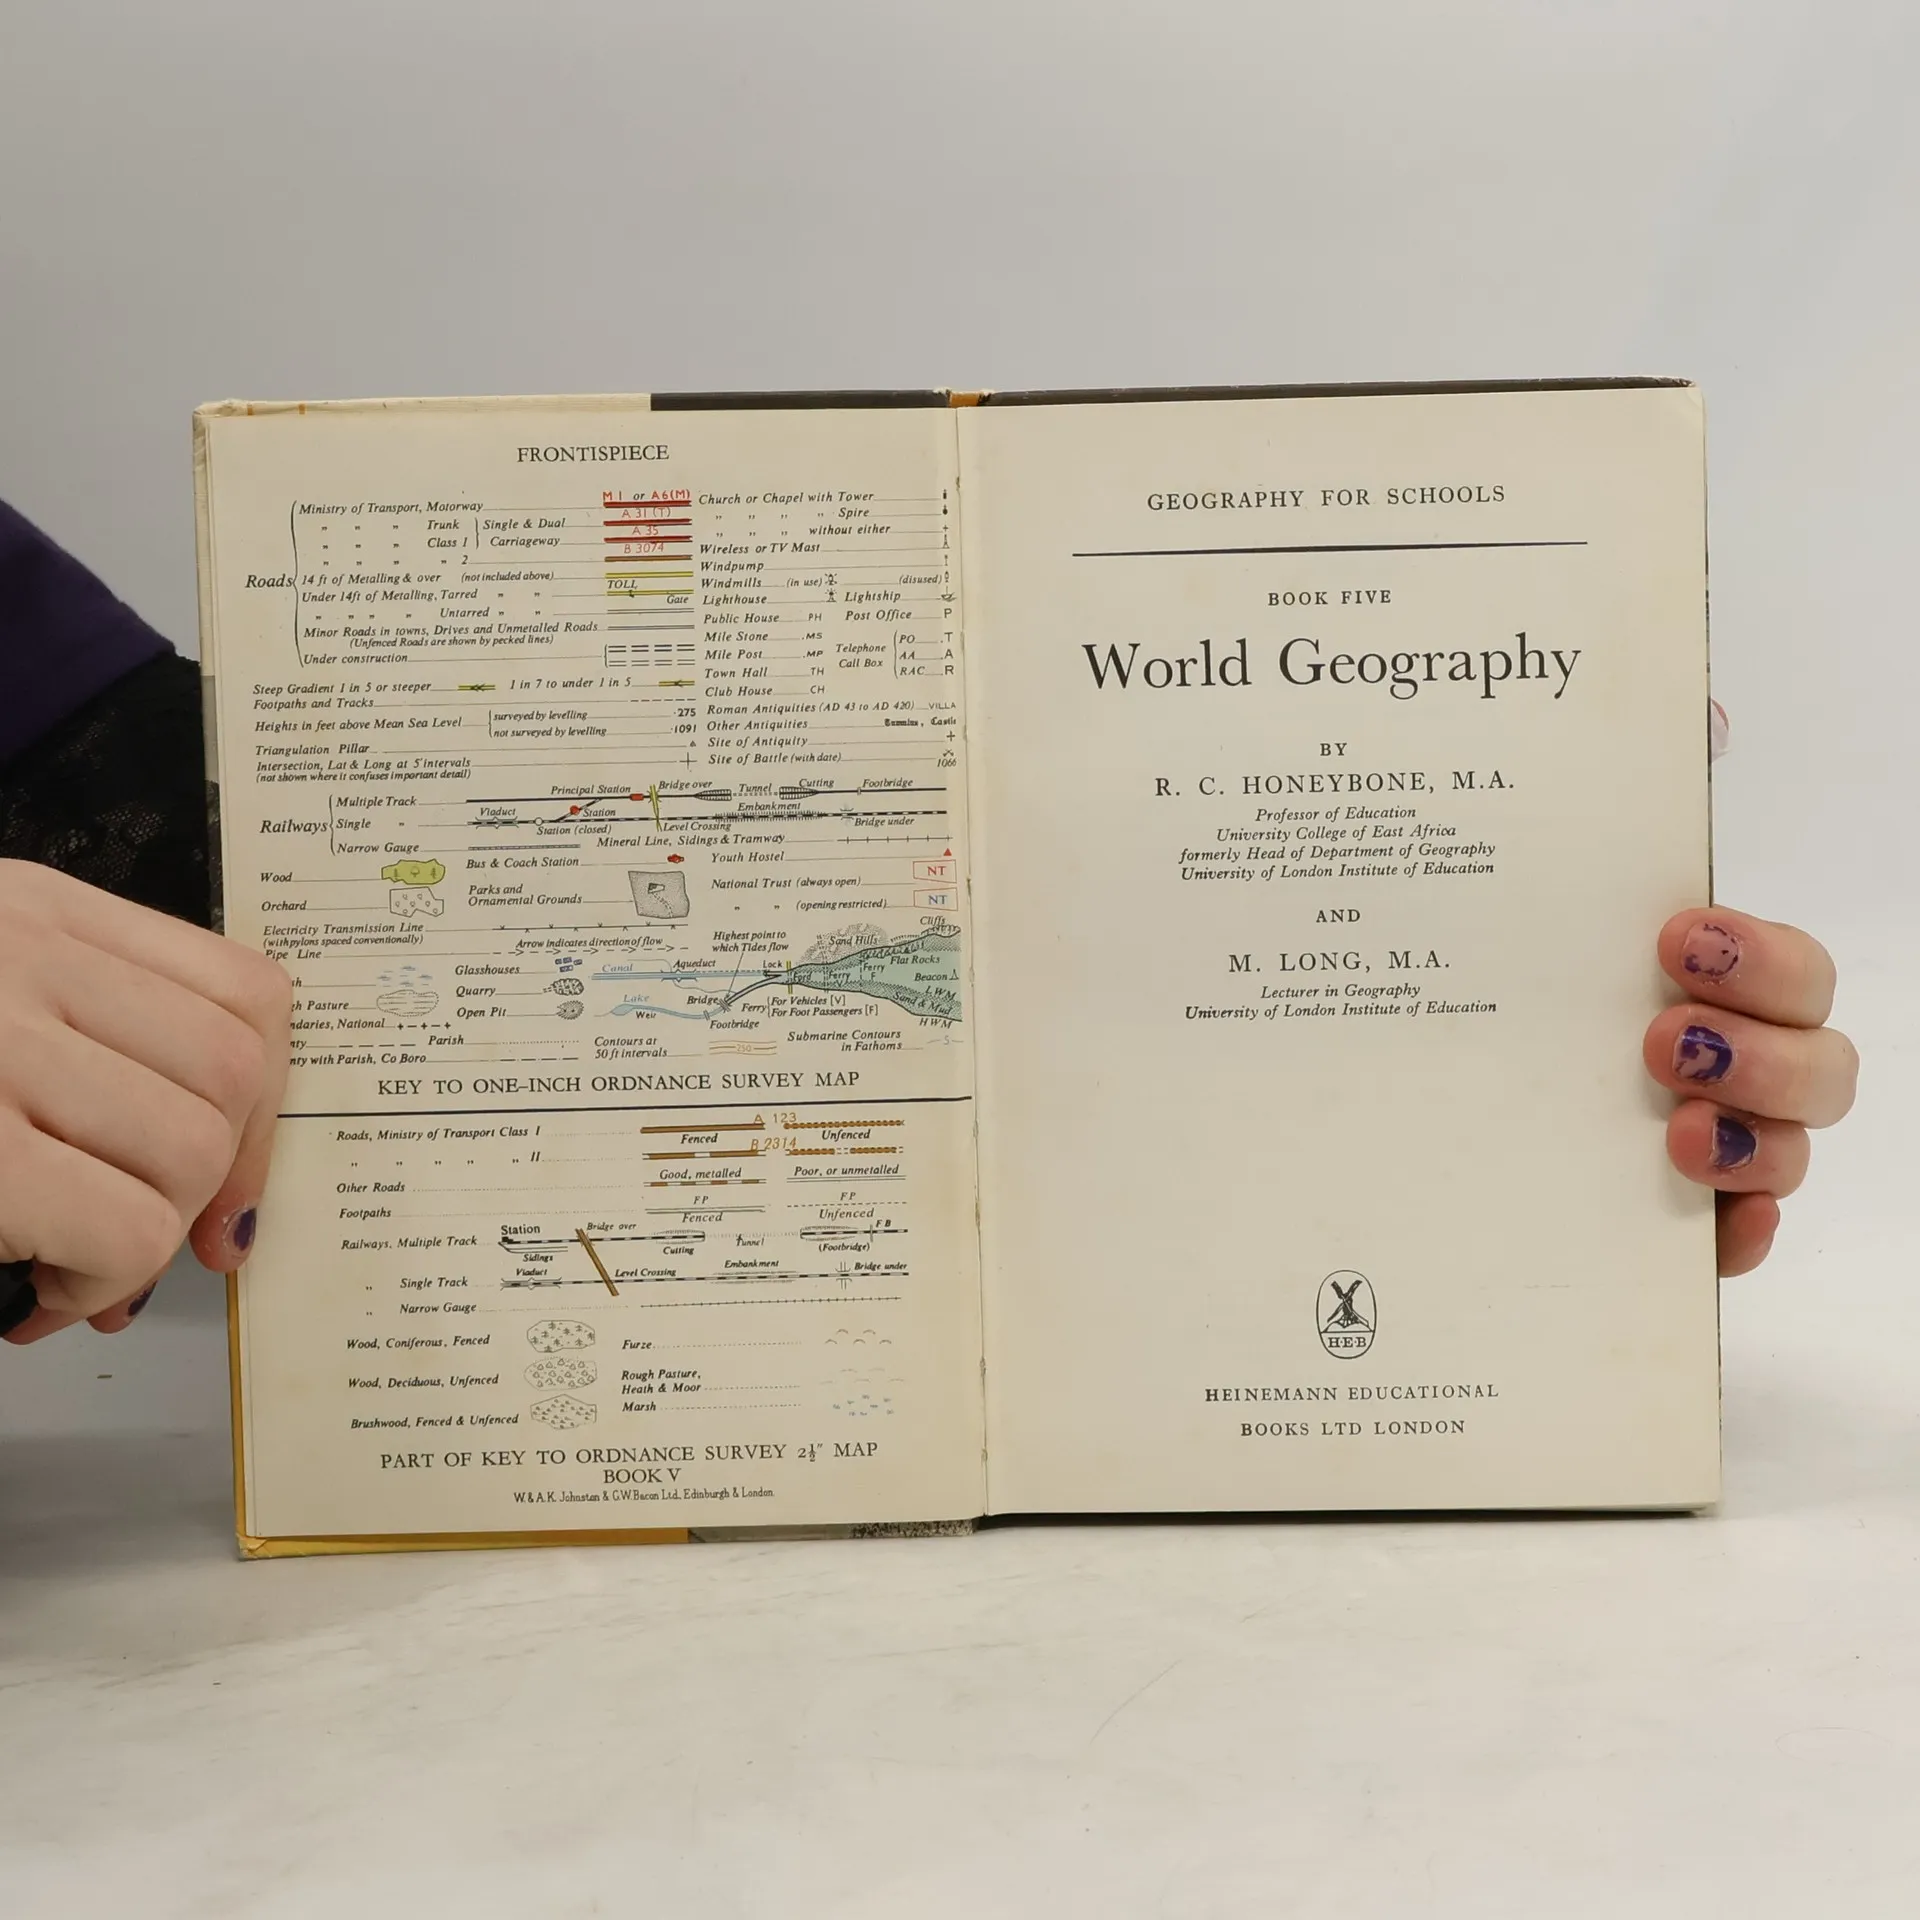 FRONTISPIECE
Roads
Ministry of Transport, Motorway M 1 or A 6(M)
" " " Trunk Single & Dual A 31 (T)
" " " Class 1 Carriageway A 35
" " " " 2 B 3074
14 ft of Metalling & over (not included above)
Under 14ft of Metalling, Tarred " " TOLL Gate
" " " Untarred " "
Minor Roads in towns, Drives and Unmetalled Roads
(Unfenced Roads are shown by pecked lines)
Under construction
Steep Gradient 1 in 5 or steeper 1 in 7 to under 1 in 5
Footpaths and Tracks
Heights in feet above Mean Sea Level
surveyed by levelling ·275
not surveyed by levelling ·1091
Triangulation Pillar
Intersection, Lat & Long at 5' intervals
(not shown where it confuses important detail)
Church or Chapel with Tower
" " " " Spire
" " " without either
Wireless or TV Mast
Windpump
Windmills (in use) (disused)
Lighthouse Lightship
Public House PH Post Office P
Mile Stone MS
Mile Post MP
Telephone Call Box PO T
AA A
RAC R
Town Hall TH
Club House CH
Roman Antiquities (AD 43 to AD 420) VILLA
Other Antiquities Tumulus, Castle
Site of Antiquity
Site of Battle (with date) 1066
Railways
Multiple Track
Single "
Narrow Gauge
Principal Station Bridge over Tunnel Cutting Footbridge
Viaduct Station Embankment
Station (closed) Level Crossing Bridge under
Mineral Line, Sidings & Tramway
Wood Bus & Coach Station Youth Hostel
Orchard Parks and
Ornamental Grounds
National Trust (always open) NT
" " (opening restricted) NT
Electricity Transmission Line
(with pylons spaced conventionally)
Pipe Line Arrow indicates direction of flow
Highest point to
which Tides flow
Glasshouses
Quarry
Open Pit
Canal Aqueduct Lock
Lake Weir Bridge Footbridge
Ford Ferry V Ferry F
Ferry For Vehicles [V]
For Foot Passengers [F]
Cliffs
Sand Hills
Flat Rocks
Beacon
L W M
Sand & Mud
H W M
Pasture
National
Parish
with Parish, Co Boro
Contours at
50 ft intervals 250
Submarine Contours
in Fathoms 5
KEY TO ONE-INCH ORDNANCE SURVEY MAP
Roads, Ministry of Transport Class I A 123
Fenced Unfenced
" " " " " II B 2314
Good, metalled Poor, or unmetalled
Other Roads
Footpaths FP Fenced FP Unfenced
Railways, Multiple Track Station Sidings Bridge over Cutting Tunnel (Footbridge) F B
" Single Track Viaduct Level Crossing Embankment Bridge under
" Narrow Gauge
Wood, Coniferous, Fenced Furze
Wood, Deciduous, Unfenced Rough Pasture,
Heath & Moor
Brushwood, Fenced & Unfenced Marsh
PART OF KEY TO ORDNANCE SURVEY 2½" MAP
BOOK V
W. & A.K. Johnston & G.W. Bacon Ltd., Edinburgh & London.
GEOGRAPHY FOR SCHOOLS
BOOK FIVE
World Geography
BY
R. C. HONEYBONE, M.A.
Professor of Education
University College of East Africa
formerly Head of Department of Geography
University of London Institute of Education
AND
M. LONG, M.A.
Lecturer in Geography
University of London Institute of Education
H·E·B
HEINEMANN EDUCATIONAL
BOOKS LTD LONDON